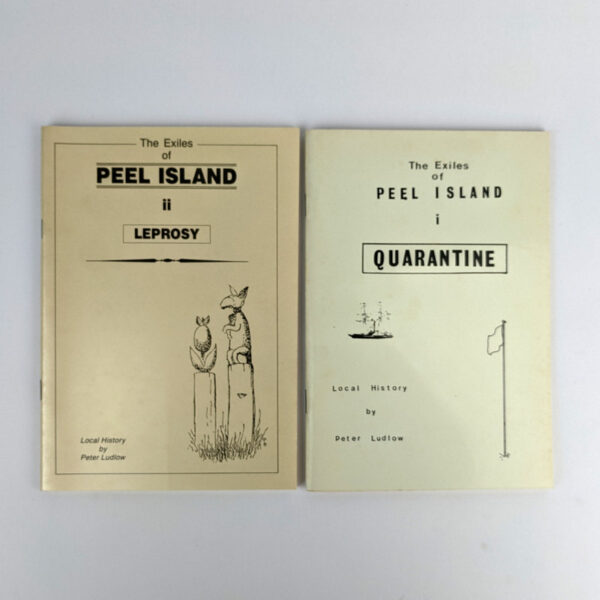 The Exiles
of
PEEL ISLAND
ii
LEPROSY
Local History
by
Peter Ludlow
The Exiles
of
PEEL ISLAND
i
QUARANTINE
Local History
by
Peter Ludlow